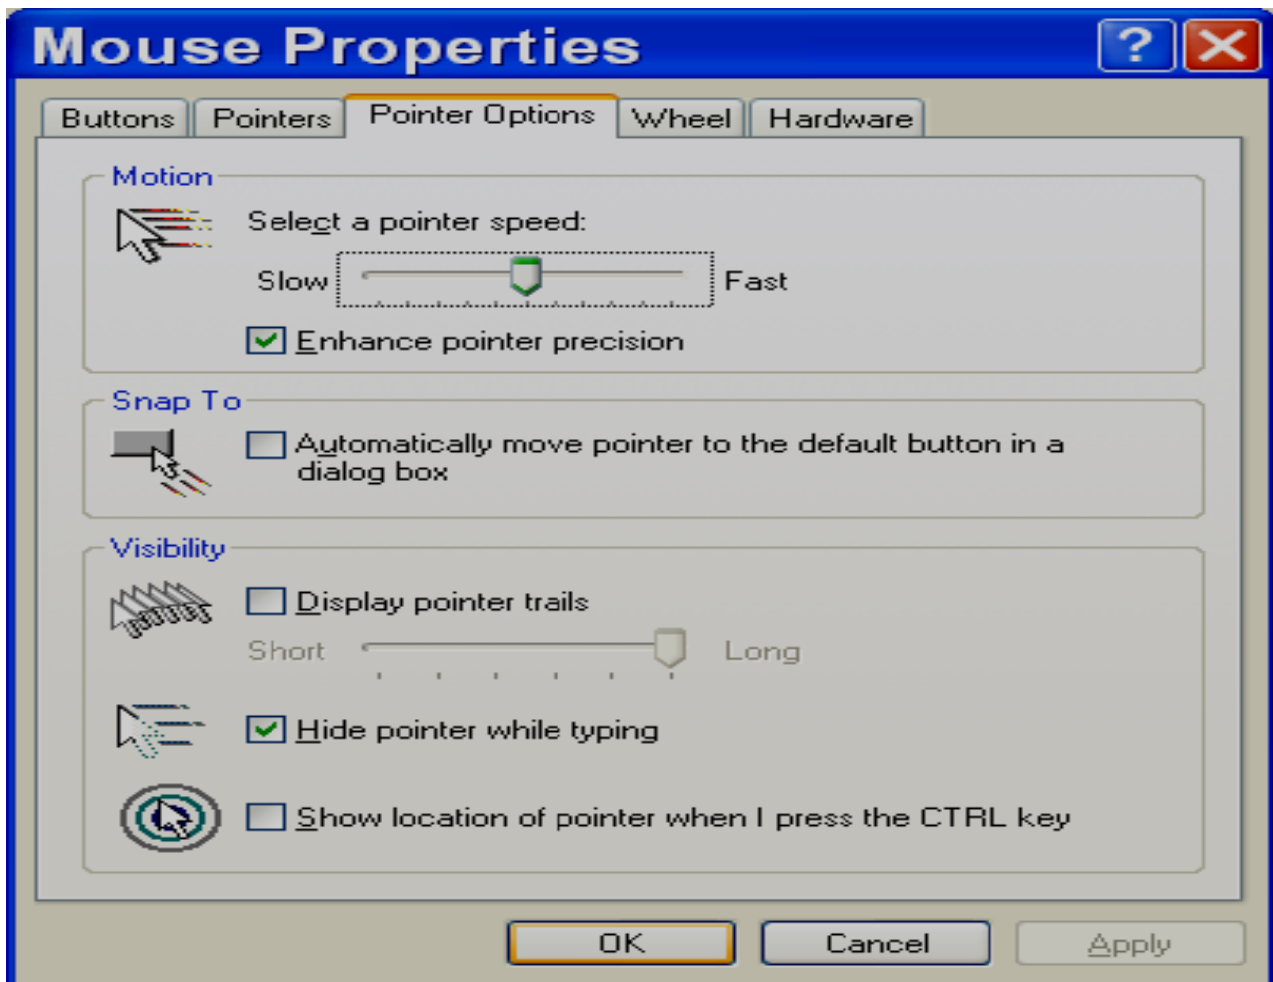 Mouse Properties
?
Buttons Pointers Pointer Options Wheel Hardware
Motion
Select a pointer speed:
Slow Fast
Enhance pointer precision
Snap To
Automatically move pointer to the default button in a
dialog box
Visibility
Display pointer trails
Short Long
Hide pointer while typing
Show location of pointer when I press the CTRL key
OK Cancel Apply